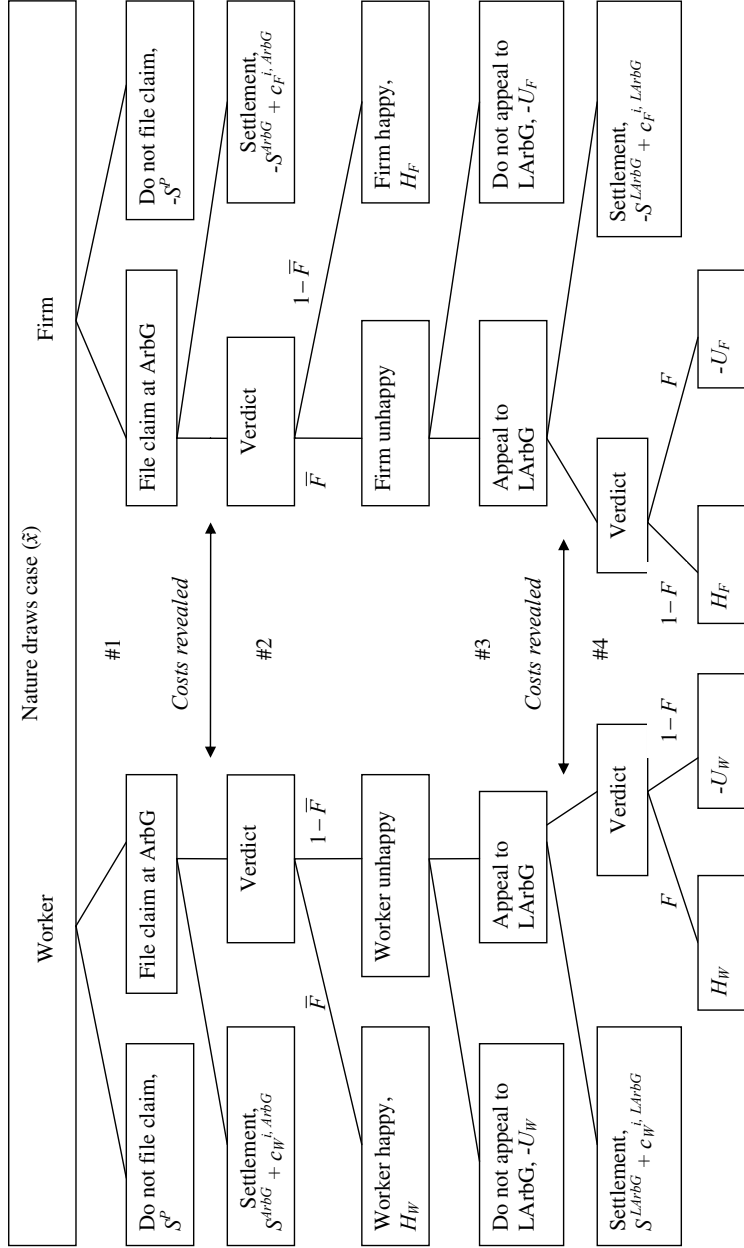 Nature draws case (x̃)
Worker
Firm
#1
Do not file claim,
S^P
File claim at ArbG
File claim at ArbG
Do not file claim,
-S^P
Costs revealed
#2
Settlement,
S^ArbG + c_W^i, ArbG
Verdict
Verdict
Settlement,
-S^ArbG + c_F^i, ArbG
F̅
1− F̅
F̅
1− F̅
Worker happy,
H_W
Worker unhappy
Firm unhappy
Firm happy,
H_F
#3
Do not appeal to
LArbG, -U_W
Appeal to
LArbG
Appeal to
LArbG
Do not appeal to
LArbG, -U_F
Costs revealed
#4
Settlement,
S^LArbG + c_W^i, LArbG
Verdict
Verdict
Settlement,
-S^LArbG + c_F^i, LArbG
F
1− F
1− F
F
H_W
-U_W
H_F
-U_F